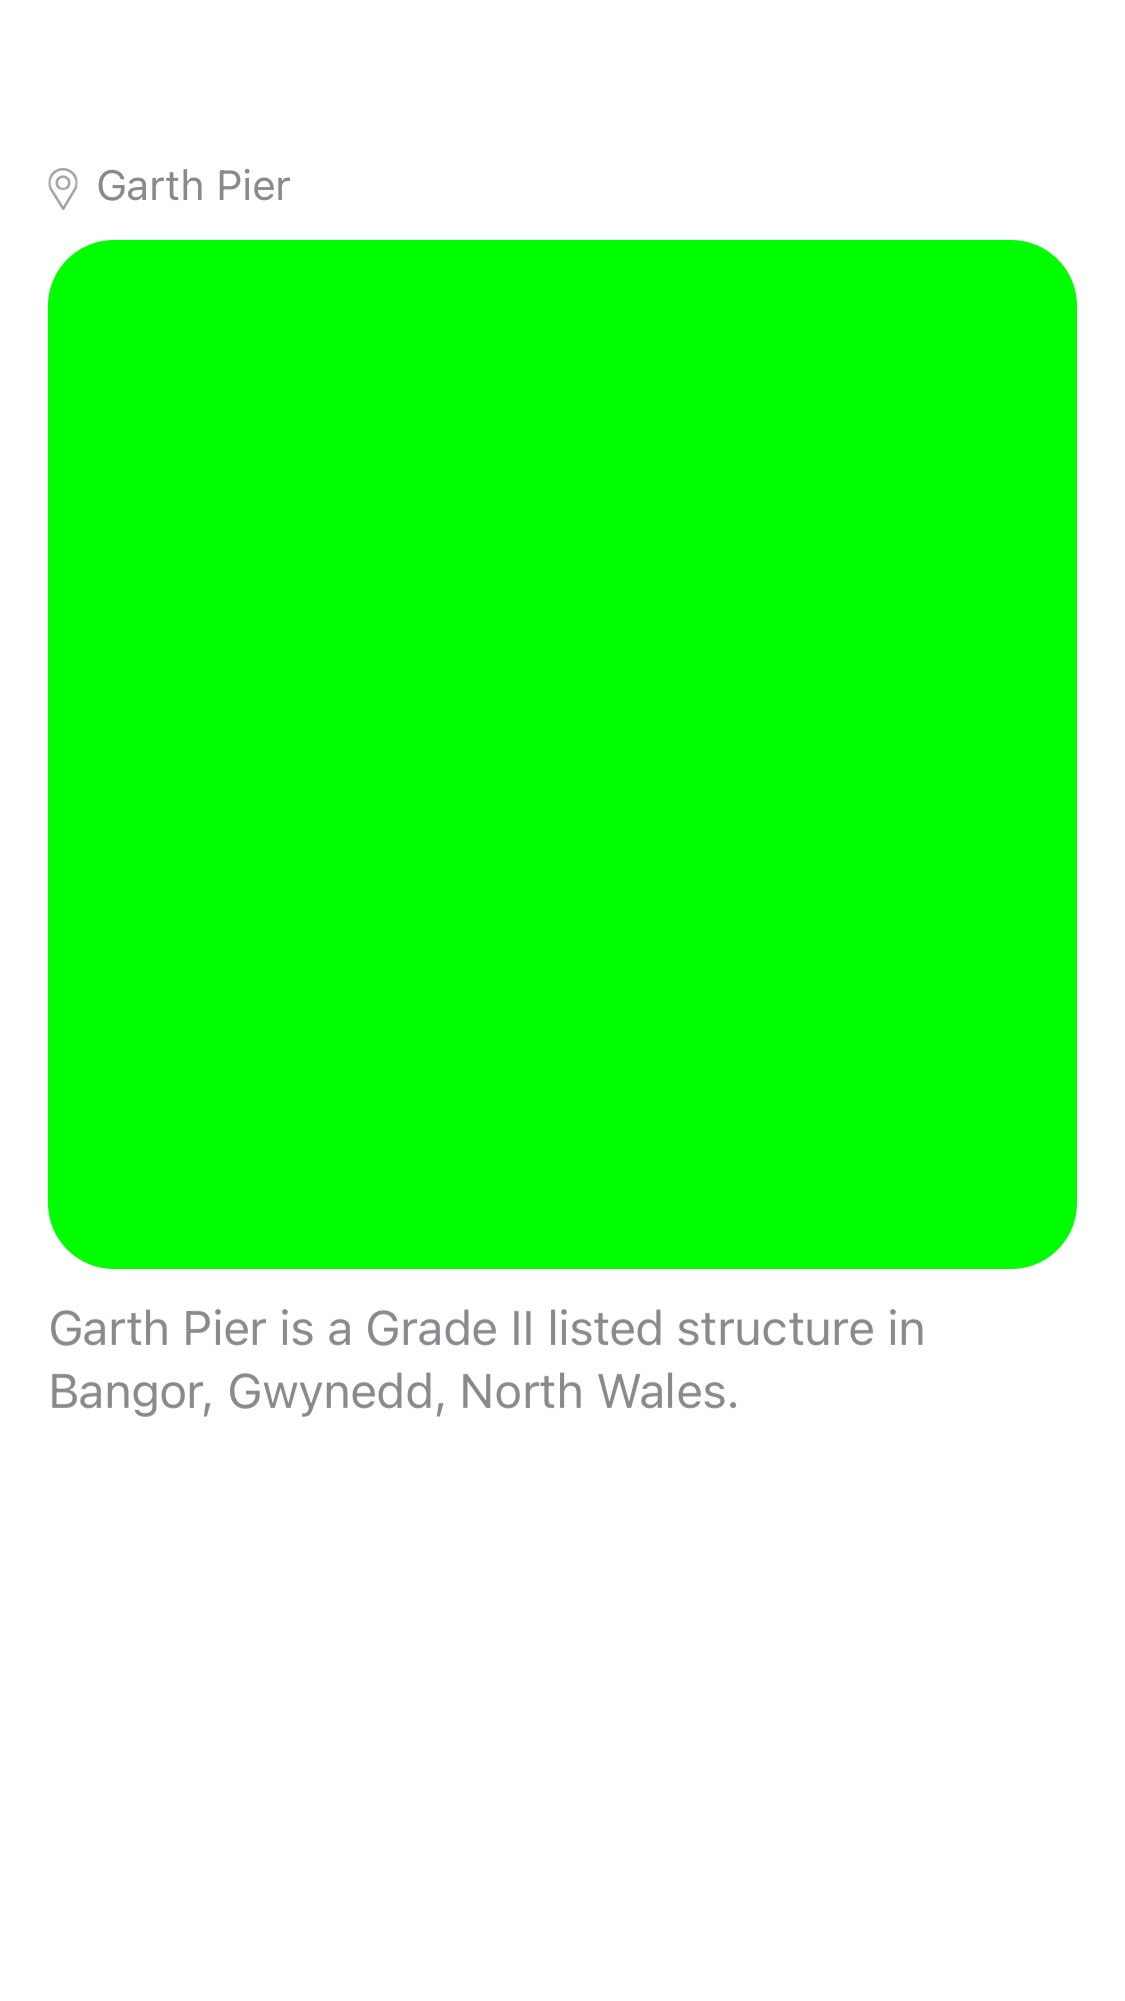 Garth Pier
Garth Pier is a Grade II listed structure in
Bangor, Gwynedd, North Wales.